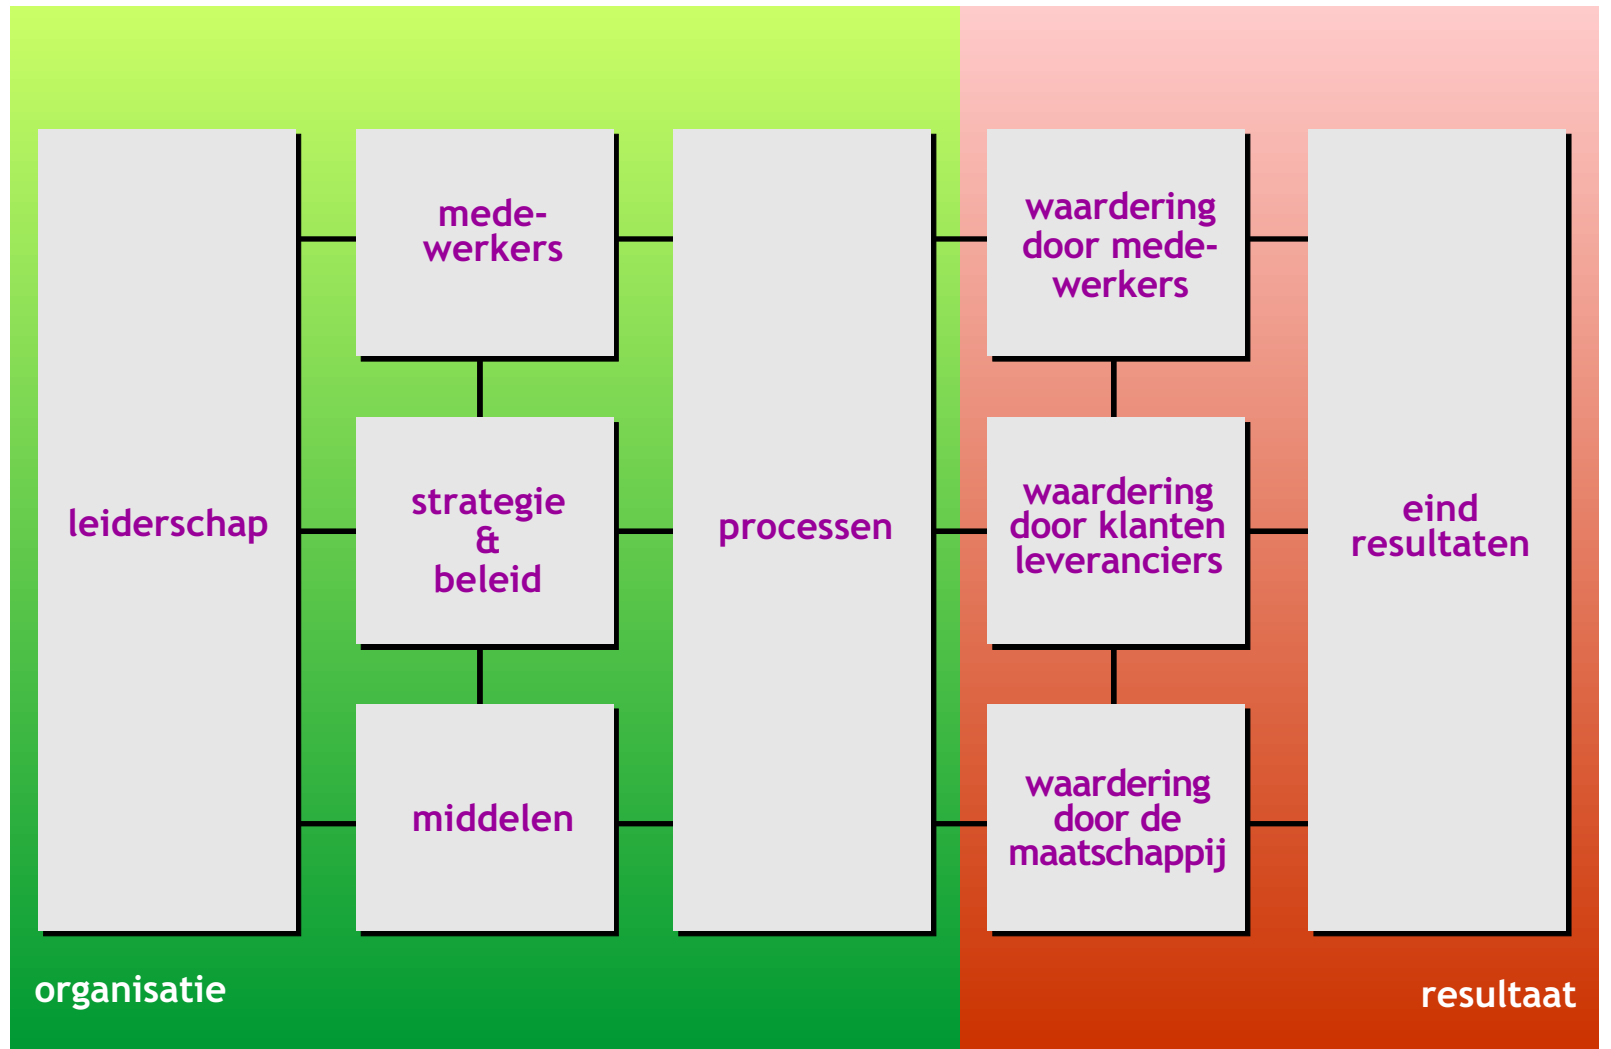 leiderschap
mede-
werkers
strategie
&
beleid
middelen
processen
waardering
door mede-
werkers
waardering
door klanten
leveranciers
waardering
door de
maatschappij
eind
resultaten
organisatie
resultaat